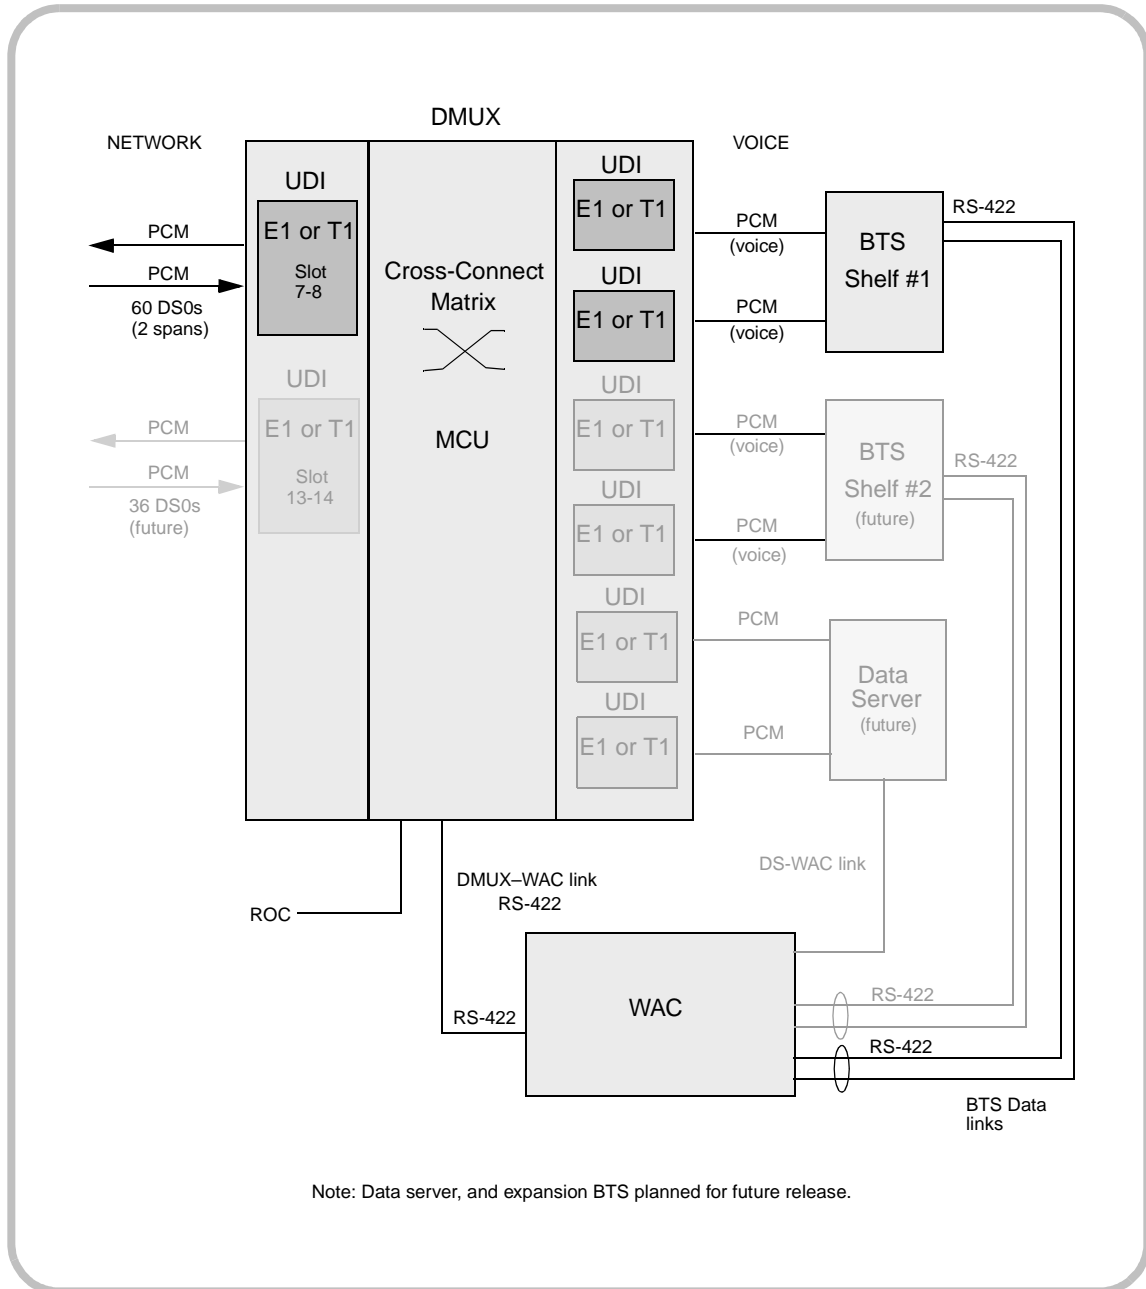 DMUX
NETWORK
VOICE
UDI
E1 or T1
Slot
7-8
PCM
PCM
60 DS0s
(2 spans)
UDI
E1 or T1
Slot
13-14
PCM
PCM
36 DS0s
(future)
Cross-Connect
Matrix
MCU
UDI
E1 or T1
UDI
E1 or T1
UDI
E1 or T1
UDI
E1 or T1
UDI
E1 or T1
UDI
E1 or T1
PCM
(voice)
PCM
(voice)
PCM
(voice)
PCM
(voice)
PCM
PCM
BTS
Shelf #1
RS-422
BTS
Shelf #2
(future)
RS-422
Data
Server
(future)
DS-WAC link
DMUX–WAC link
RS-422
ROC
RS-422
WAC
RS-422
RS-422
BTS Data
links
Note: Data server, and expansion BTS planned for future release.